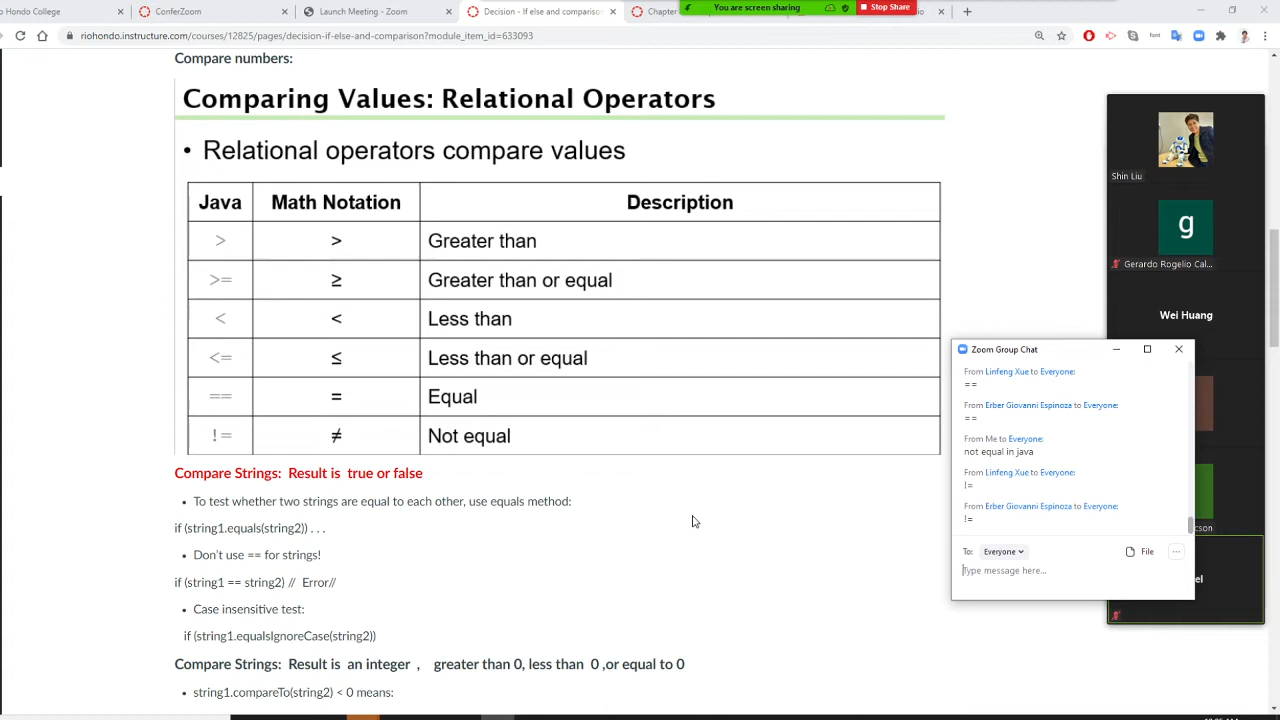 o Hondo College
ConferZoom
Launch Meeting - Zoom
Decision - If else and comparison
Chapter
You are screen sharing
Stop Share
riohondo.instructure.com/courses/12825/pages/decision-if-else-and-comparison?module_item_id=633093
Compare numbers:
Comparing Values: Relational Operators
• Relational operators compare values
Java Math Notation Description
> > Greater than
>= ≥ Greater than or equal
< < Less than
<= ≤ Less than or equal
== = Equal
!= ≠ Not equal
Compare Strings: Result is true or false
• To test whether two strings are equal to each other, use equals method:
if (string1.equals(string2)) . . .
• Don't use == for strings!
if (string1 == string2) // Error//
• Case insensitive test:
if (string1.equalsIgnoreCase(string2))
Compare Strings: Result is an integer , greater than 0, less than 0 ,or equal to 0
• string1.compareTo(string2) < 0 means:
Shin Liu
g
Gerardo Rogelio Cal...
Wei Huang
Zoom Group Chat
From Linfeng Xue to Everyone:
==
From Erber Giovanni Espinoza to Everyone:
==
From Me to Everyone:
not equal in java
From Linfeng Xue to Everyone:
!=
From Erber Giovanni Espinoza to Everyone:
!=
To: Everyone
File
Type message here...
cson
el